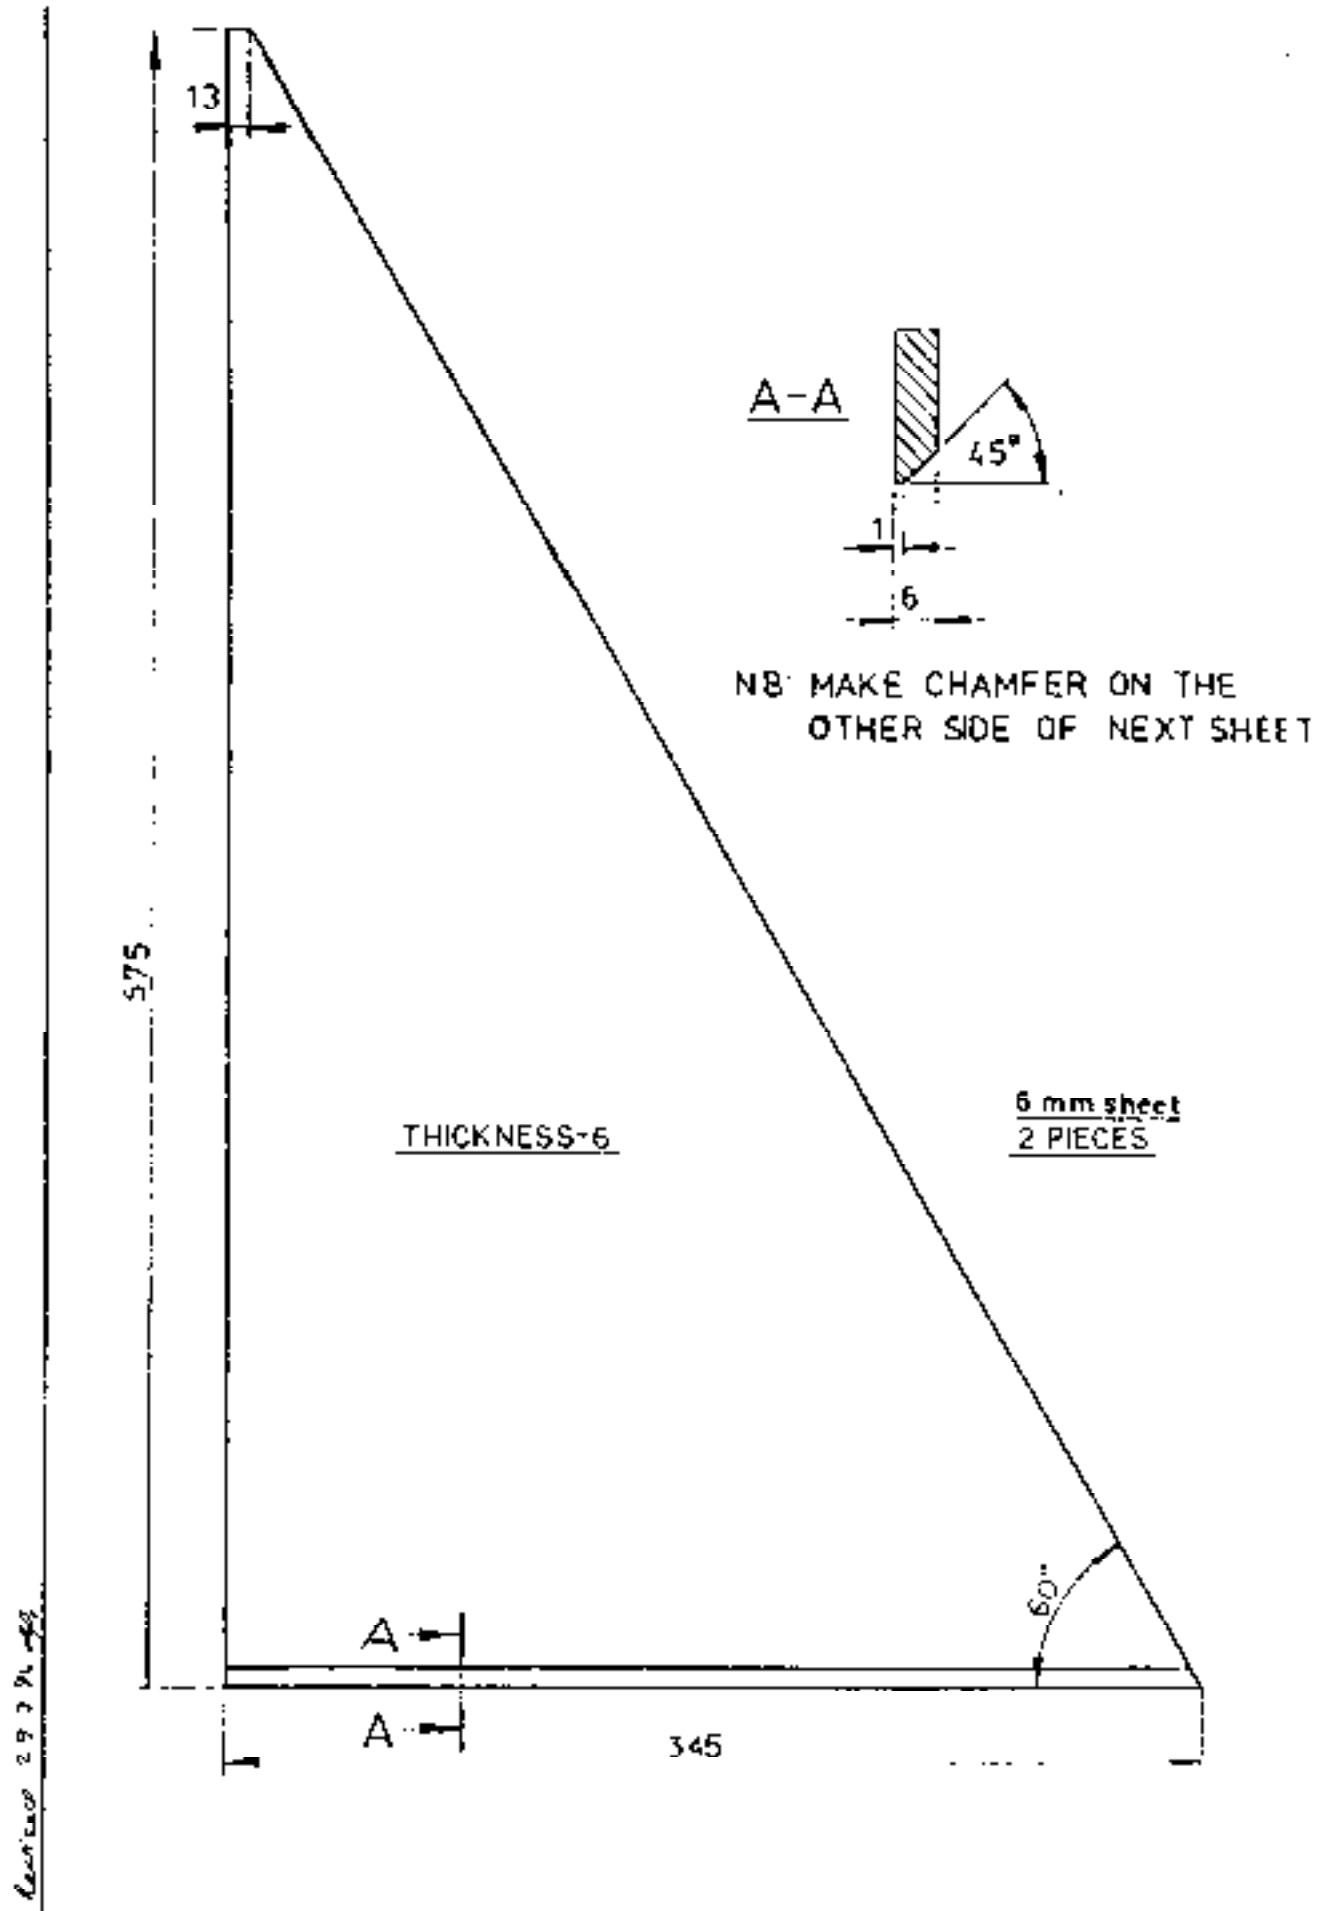 13
A-A
45°
1
6
NB: MAKE CHAMFER ON THE
OTHER SIDE OF NEXT SHEET
575
6 mm sheet
2 PIECES
THICKNESS-6
60°
A
A
345